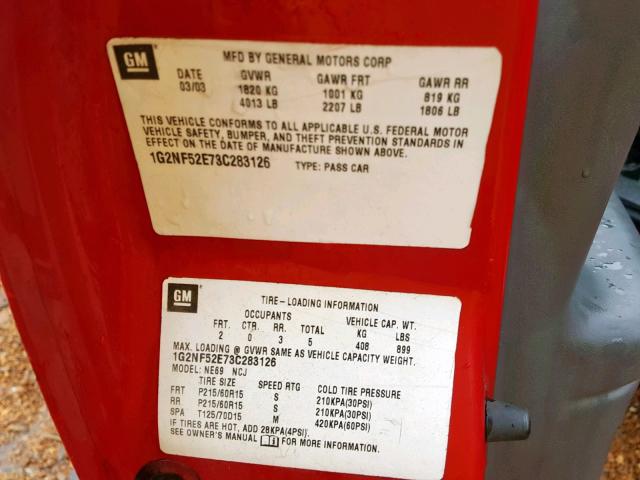 GM
MFD BY GENERAL MOTORS CORP
DATE GVWR GAWR FRT GAWR RR
03/03 1820 KG 1001 KG 819 KG
4013 LB 2207 LB 1806 LB
THIS VEHICLE CONFORMS TO ALL APPLICABLE U.S. FEDERAL MOTOR
VEHICLE SAFETY, BUMPER, AND THEFT PREVENTION STANDARDS IN
EFFECT ON THE DATE OF MANUFACTURE SHOWN ABOVE.
1G2NF52E73C283126 TYPE: PASS CAR
GM
TIRE-LOADING INFORMATION
OCCUPANTS VEHICLE CAP. WT.
FRT. CTR. RR. TOTAL KG LBS
2 0 3 5 408 899
MAX. LOADING @ GVWR SAME AS VEHICLE CAPACITY WEIGHT.
1G2NF52E73C283126
MODEL: NE69 NCJ
TIRE SIZE SPEED RTG COLD TIRE PRESSURE
FRT P215/60R15 S 210KPA(30PSI)
RR P215/60R15 S 210KPA(30PSI)
SPA T125/70D15 M 420KPA(60PSI)
IF TIRES ARE HOT, ADD 28KPA(4PSI)
SEE OWNER'S MANUAL FOR MORE INFORMATION.